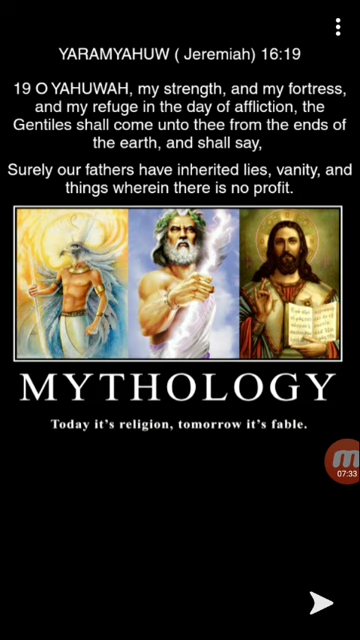 YARAMYAHUW ( Jeremiah) 16:19
19 O YAHUWAH, my strength, and my fortress,
and my refuge in the day of affliction, the
Gentiles shall come unto thee from the ends of
the earth, and shall say,
Surely our fathers have inherited lies, vanity, and
things wherein there is no profit.
MYTHOLOGY
Today it's religion, tomorrow it's fable.
07:33